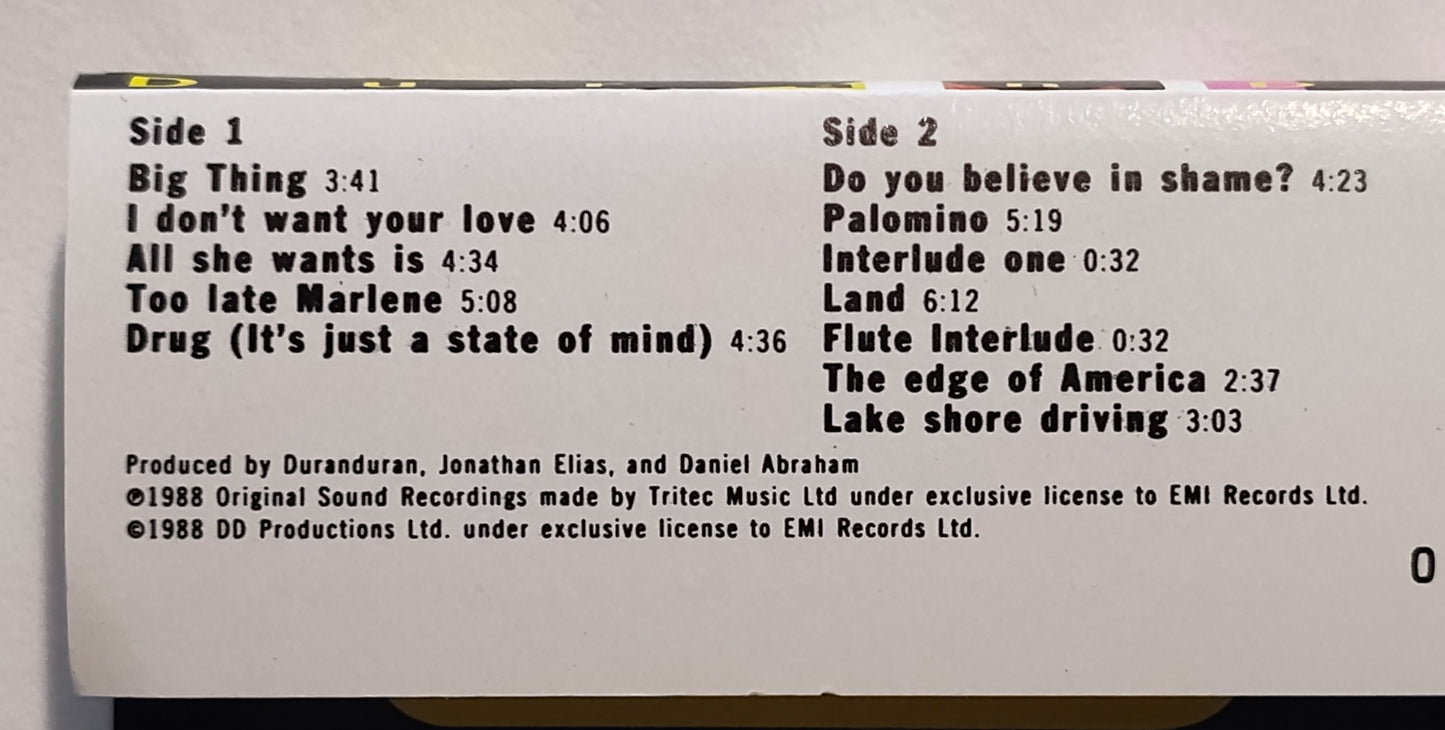 Side 1
Big Thing 3:41
I don't want your love 4:06
All she wants is 4:34
Too late Marlene 5:08
Drug (It's just a state of mind) 4:36
Side 2
Do you believe in shame? 4:23
Palomino 5:19
Interlude one 0:32
Land 6:12
Flute Interlude 0:32
The edge of America 2:37
Lake shore driving 3:03
Produced by Duranduran, Jonathan Elias, and Daniel Abraham
℗1988 Original Sound Recordings made by Tritec Music Ltd under exclusive license to EMI Records Ltd.
©1988 DD Productions Ltd. under exclusive license to EMI Records Ltd.
0